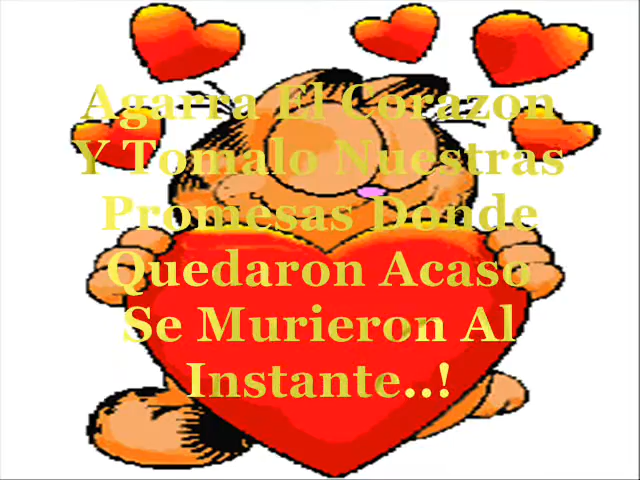 Agarra El Corazon
Y Tomalo Nuestras
Promesas Donde
Quedaron Acaso
Se Murieron Al
Instante..!